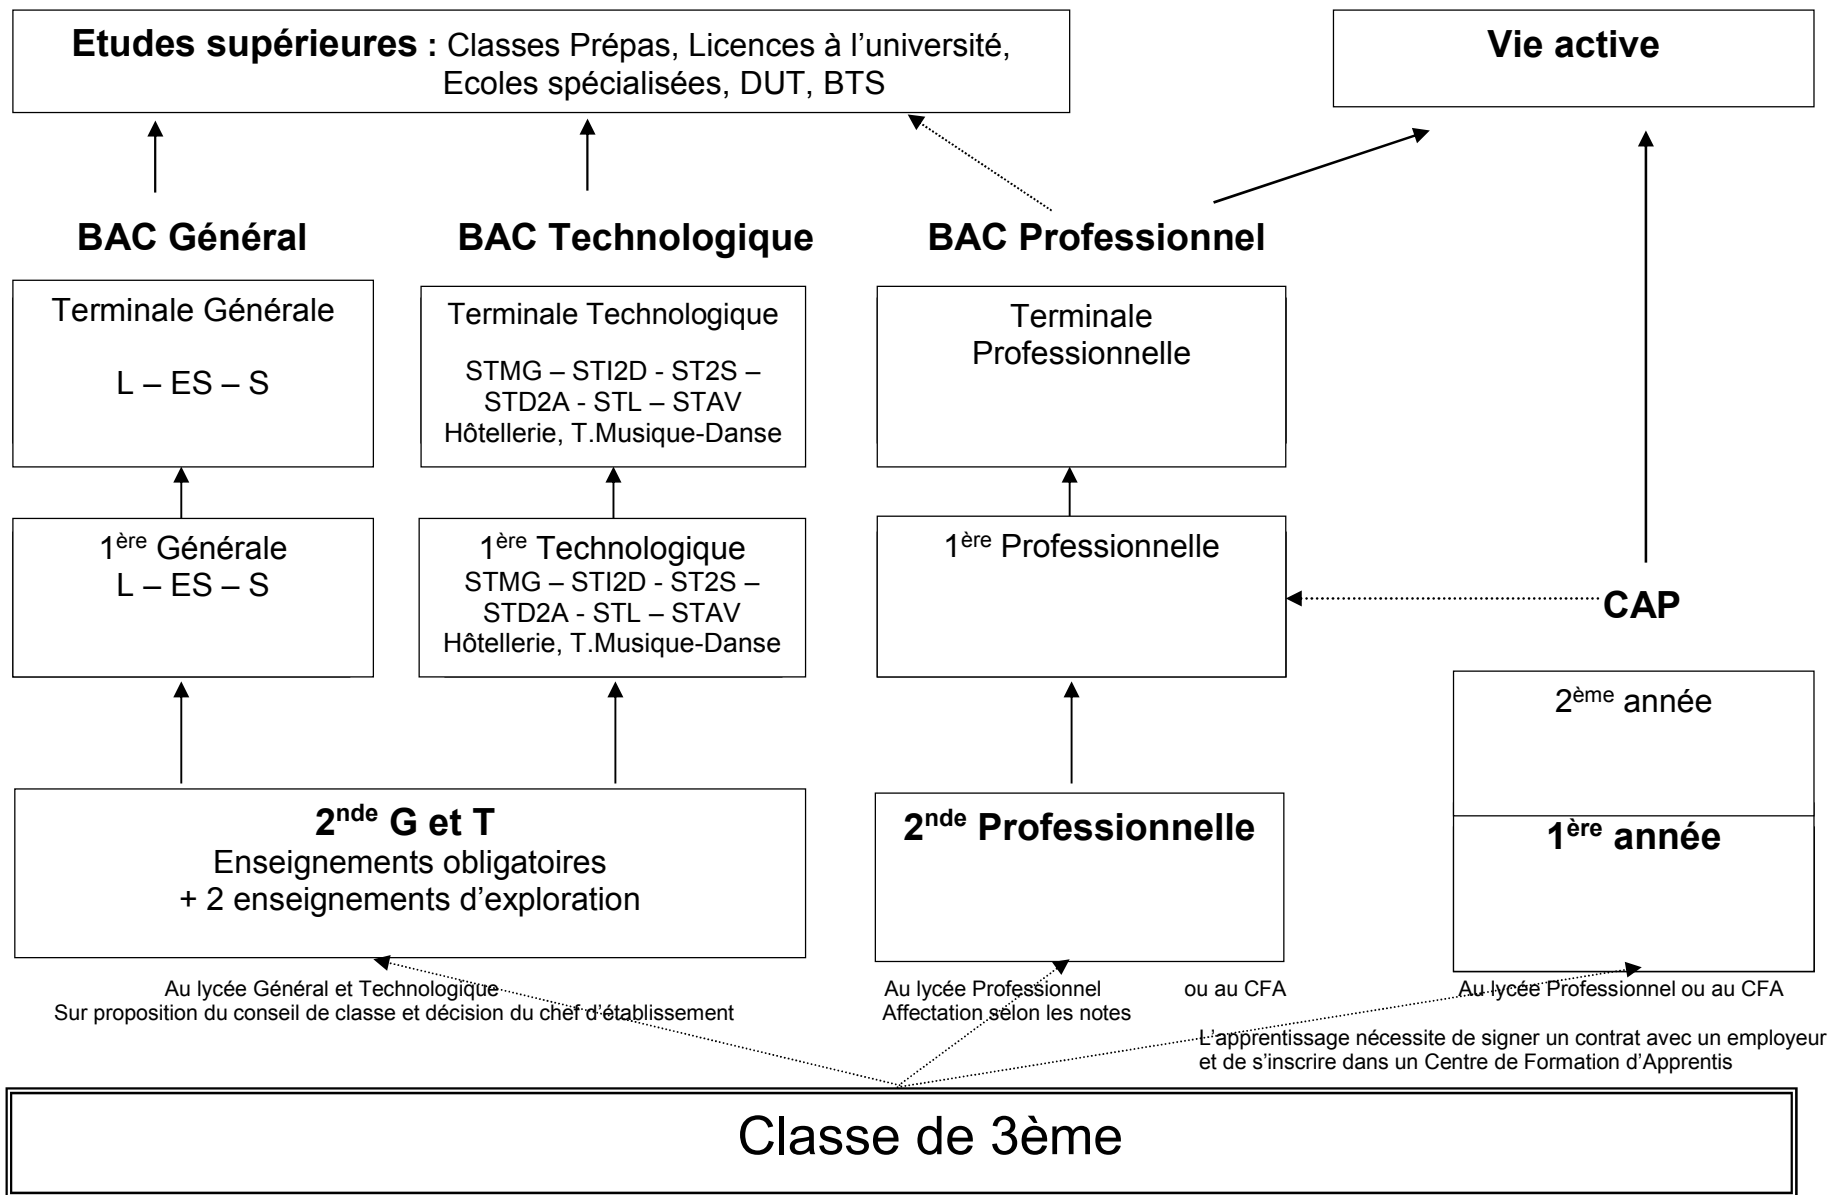 Etudes supérieures : Classes Prépas, Licences à l’université,
Ecoles spécialisées, DUT, BTS
Vie active
BAC Général
BAC Technologique
BAC Professionnel
Terminale Générale
L – ES – S
Terminale Technologique
STMG – STI2D - ST2S –
STD2A - STL – STAV
Hôtellerie, T.Musique-Danse
Terminale
Professionnelle
1ère Générale
L – ES – S
1ère Technologique
STMG – STI2D - ST2S –
STD2A - STL – STAV
Hôtellerie, T.Musique-Danse
1ère Professionnelle
CAP
2ème année
1ère année
2nde G et T
Enseignements obligatoires
+ 2 enseignements d’exploration
2nde Professionnelle
Au lycée Général et Technologique
Sur proposition du conseil de classe et décision du chef d’établissement
Au lycée Professionnel ou au CFA
Affectation selon les notes
Au lycée Professionnel ou au CFA
L’apprentissage nécessite de signer un contrat avec un employeur
et de s’inscrire dans un Centre de Formation d’Apprentis
Classe de 3ème